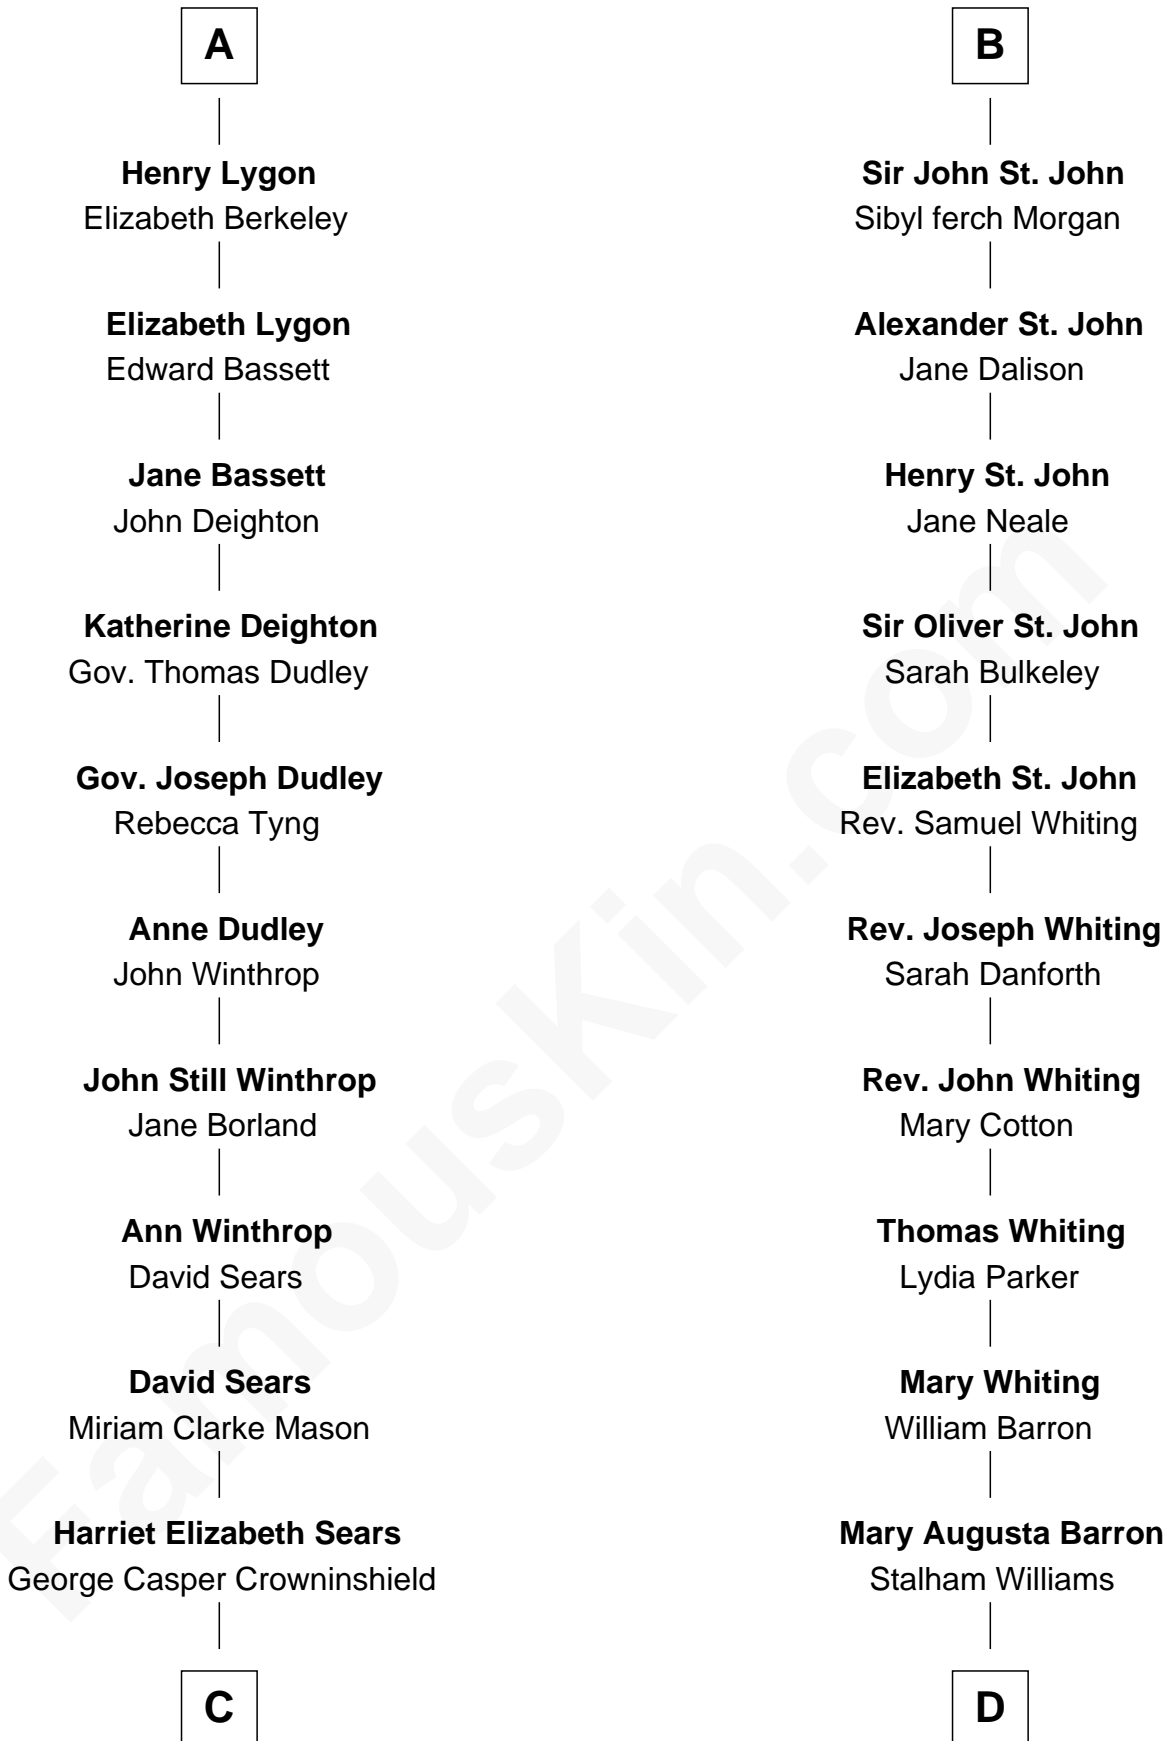 A
Henry Lygon
Elizabeth Berkeley
Elizabeth Lygon
Edward Bassett
Jane Bassett
John Deighton
Katherine Deighton
Gov. Thomas Dudley
Gov. Joseph Dudley
Rebecca Tyng
Anne Dudley
John Winthrop
John Still Winthrop
Jane Borland
Ann Winthrop
David Sears
David Sears
Miriam Clarke Mason
Harriet Elizabeth Sears
George Casper Crowninshield
C
B
Sir John St. John
Sibyl ferch Morgan
Alexander St. John
Jane Dalison
Henry St. John
Jane Neale
Sir Oliver St. John
Sarah Bulkeley
Elizabeth St. John
Rev. Samuel Whiting
Rev. Joseph Whiting
Sarah Danforth
Rev. John Whiting
Mary Cotton
Thomas Whiting
Lydia Parker
Mary Whiting
William Barron
Mary Augusta Barron
Stalham Williams
D
FamousKin.com